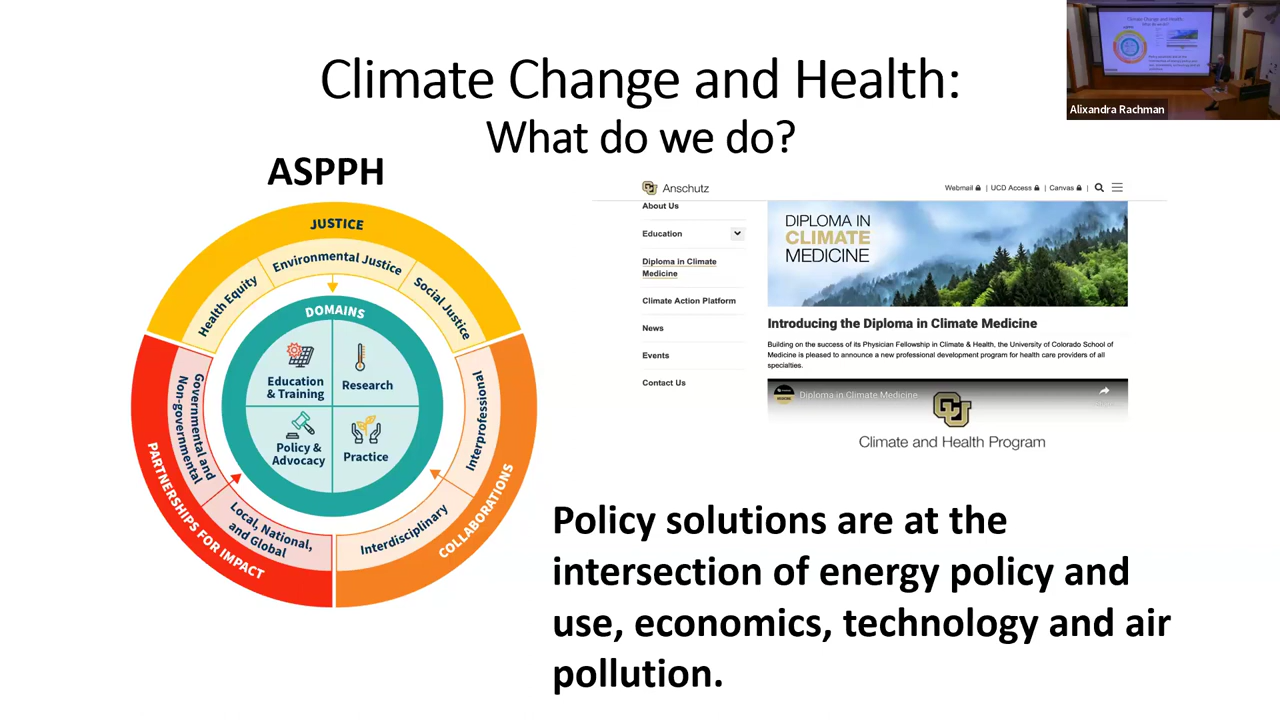 Climate Change and Health:
What do we do?
Alixandra Rachman
ASPPH
JUSTICE
Health Equity
Environmental Justice
Social Justice
DOMAINS
Education
& Training
Research
Policy &
Advocacy
Practice
Governmental and
Non-governmental
Local, National,
and Global
PARTNERSHIPS FOR IMPACT
Interprofessional
Interdisciplinary
COLLABORATIONS
Anschutz
Webmail | UCD Access | Canvas |
About Us
Education
Diploma in Climate
Medicine
Climate Action Platform
News
Events
Contact Us
DIPLOMA IN
CLIMATE
MEDICINE
Introducing the Diploma in Climate Medicine
Building on the success of its Physician Fellowship in Climate & Health, the University of Colorado School of
Medicine is pleased to announce a new professional development program for health care providers of all
specialties.
Diploma in Climate Medicine
CU
Climate and Health Program
Policy solutions are at the
intersection of energy policy and
use, economics, technology and air
pollution.